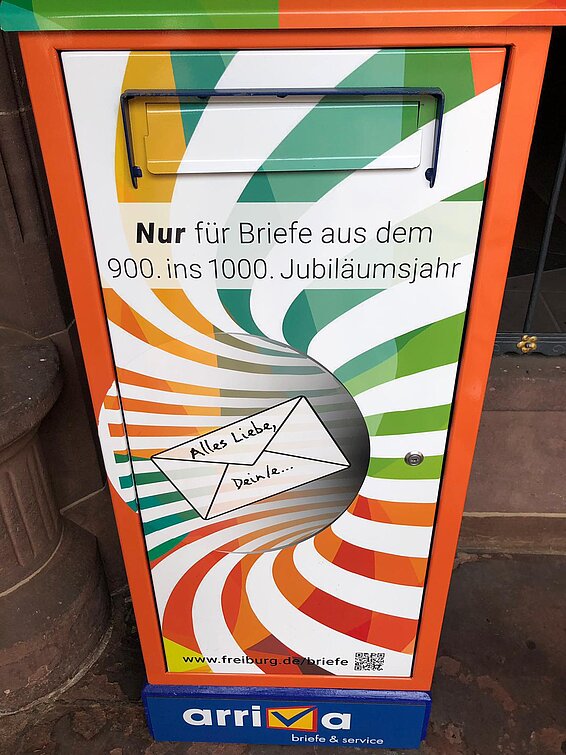 Nur für Briefe aus dem
900. ins 1000. Jubiläumsjahr
Alles Liebe,
Dein/e...
www.freiburg.de/briefe
arriva
briefe & service